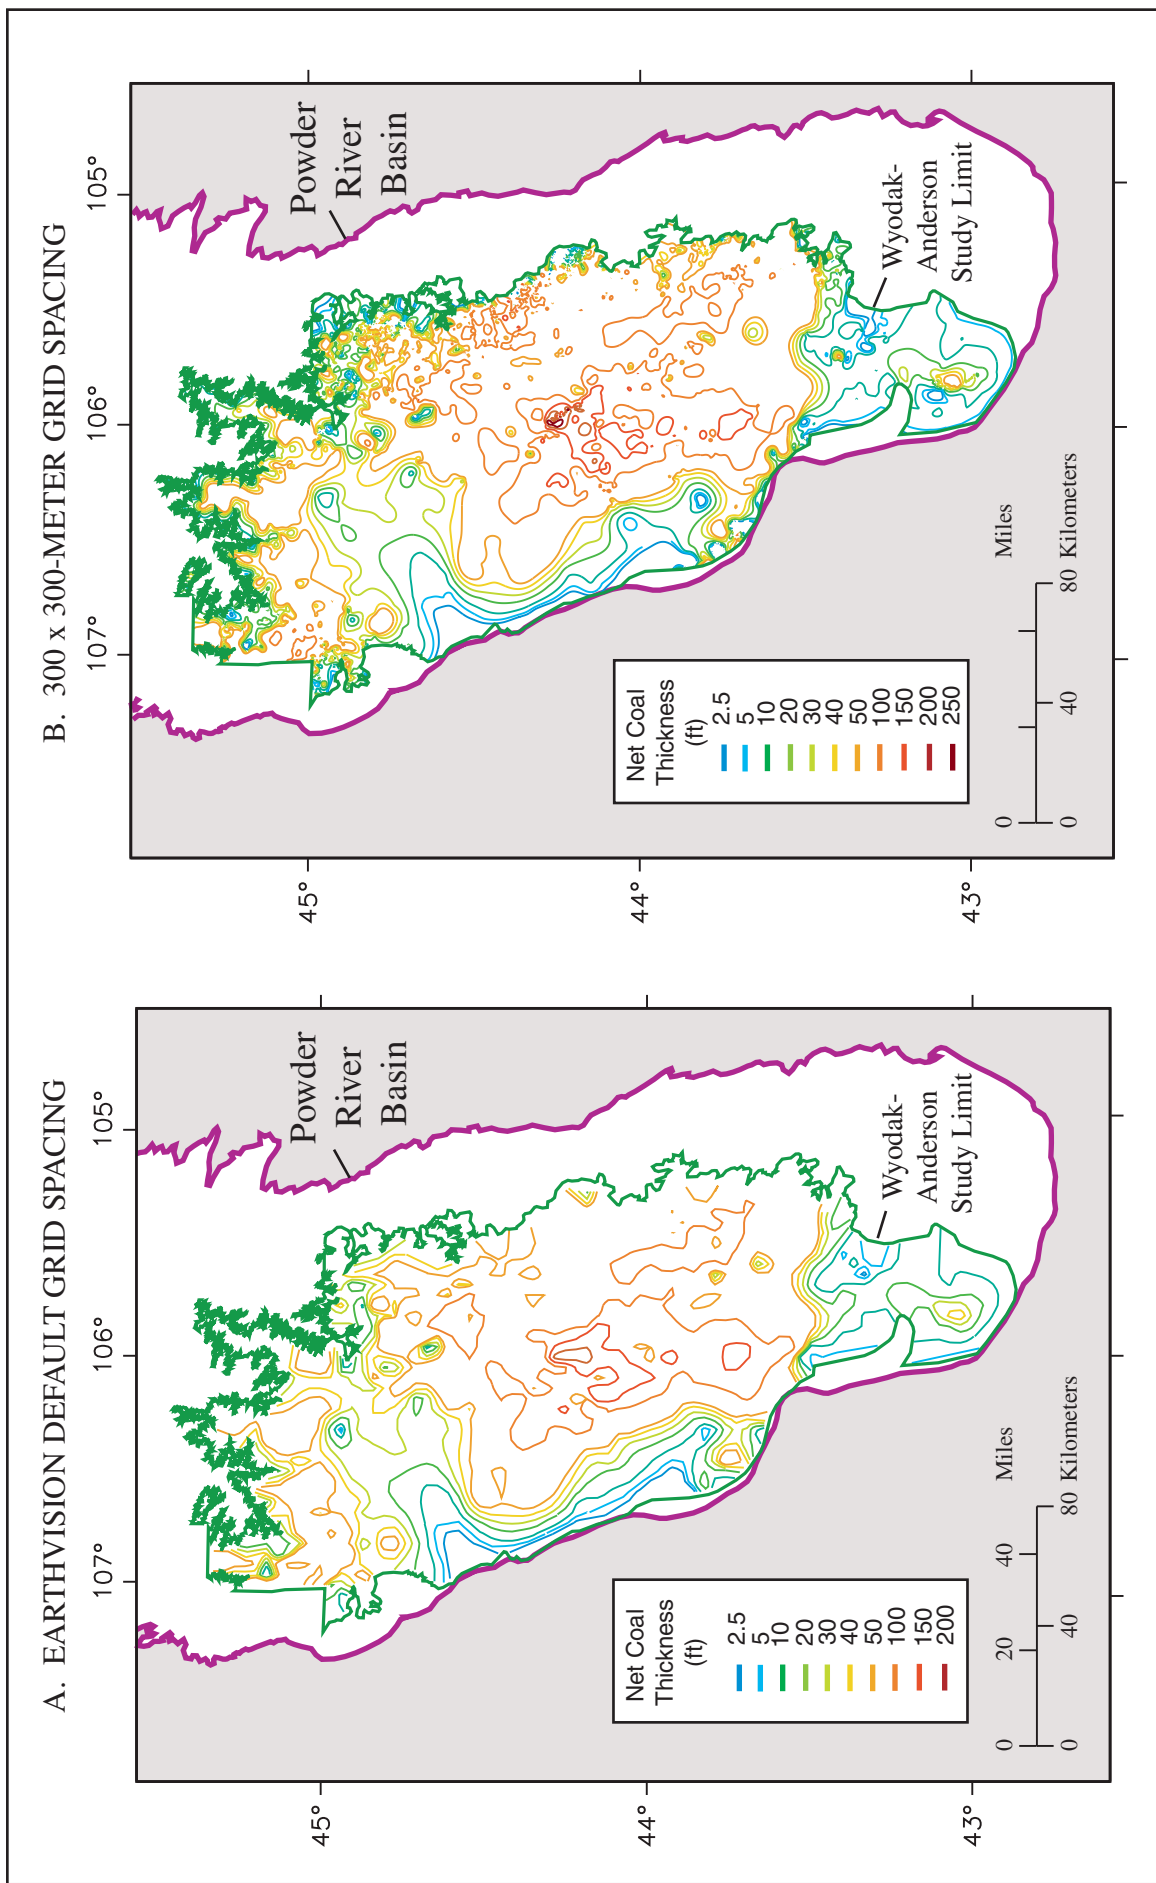 A. EARTHVISION DEFAULT GRID SPACING
107°
106°
105°
45°
44°
43°
Powder
River
Basin
Wyodak-
Anderson
Study Limit
Net Coal
Thickness
(ft)
2.5
5
10
20
30
40
50
100
150
200
0
20
40
Miles
0
40
80
Kilometers
B. 300 x 300-METER GRID SPACING
107°
106°
105°
45°
44°
43°
Powder
River
Basin
Wyodak-
Anderson
Study Limit
Net Coal
Thickness
(ft)
2.5
5
10
20
30
40
50
100
150
200
250
0
Miles
0
40
80
Kilometers